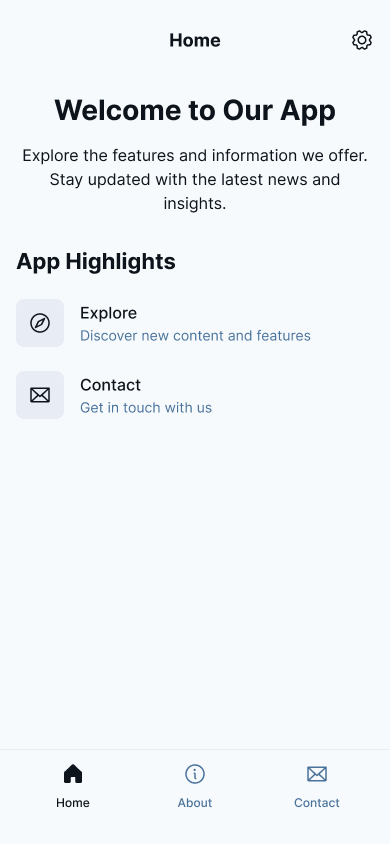 Home
Welcome to Our App
Explore the features and information we offer.
Stay updated with the latest news and
insights.
App Highlights
Explore
Discover new content and features
Contact
Get in touch with us
Home
About
Contact